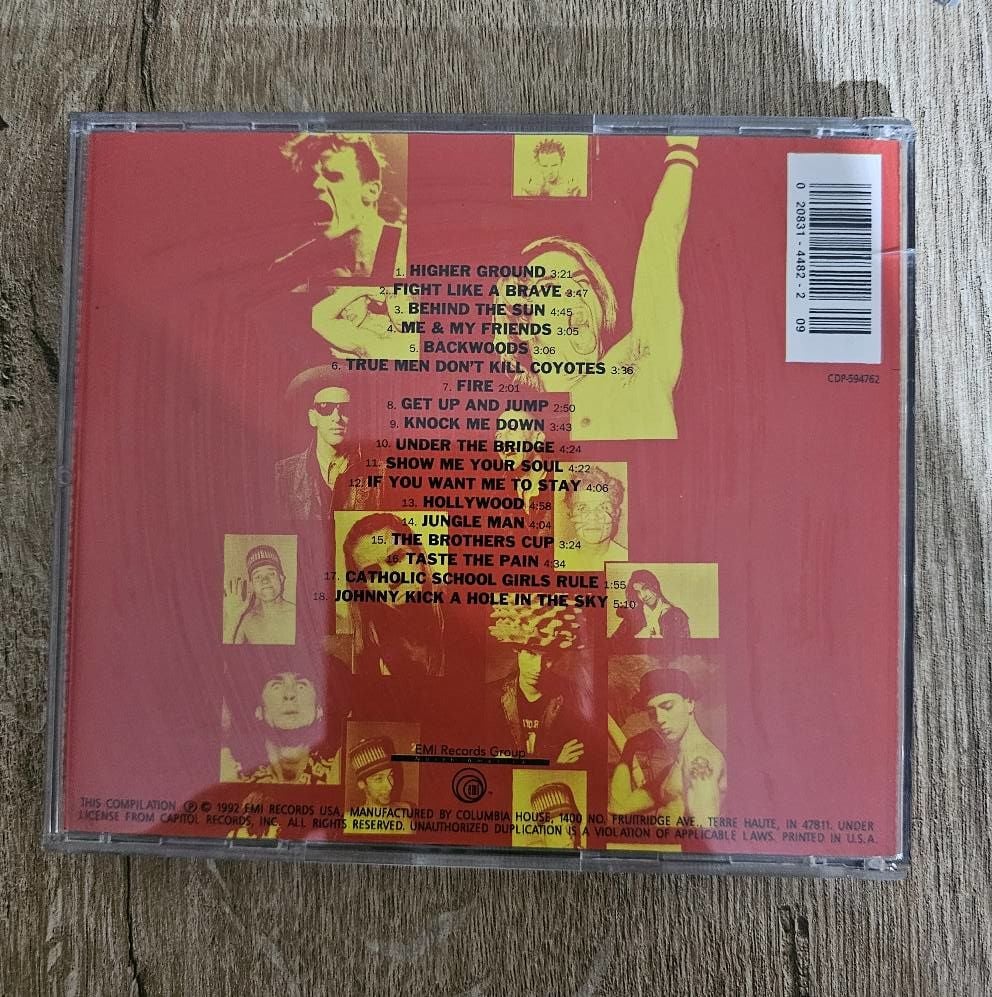 1. HIGHER GROUND 3:21
2. FIGHT LIKE A BRAVE 3:47
3. BEHIND THE SUN 4:45
4. ME & MY FRIENDS 3:05
5. BACKWOODS 3:06
6. TRUE MEN DON'T KILL COYOTES 3:36
7. FIRE 2:01
8. GET UP AND JUMP 2:50
9. KNOCK ME DOWN 3:43
10. UNDER THE BRIDGE 4:24
11. SHOW ME YOUR SOUL 4:22
12. IF YOU WANT ME TO STAY 4:06
13. HOLLYWOOD 4:58
14. JUNGLE MAN 4:04
15. THE BROTHERS CUP 3:24
16. TASTE THE PAIN 4:34
17. CATHOLIC SCHOOL GIRLS RULE 1:55
18. JOHNNY KICK A HOLE IN THE SKY 5:10
0 20831-4482-2 09
CDP-594762
EMI Records Group
EMI
THIS COMPILATION Ⓟ © 1992 EMI RECORDS USA, MANUFACTURED BY COLUMBIA HOUSE, 1400 NO. FRUITRIDGE AVE., TERRE HAUTE, IN 47811. UNDER
LICENSE FROM CAPITOL RECORDS, INC. ALL RIGHTS RESERVED. UNAUTHORIZED DUPLICATION IS A VIOLATION OF APPLICABLE LAWS. PRINTED IN U.S.A.